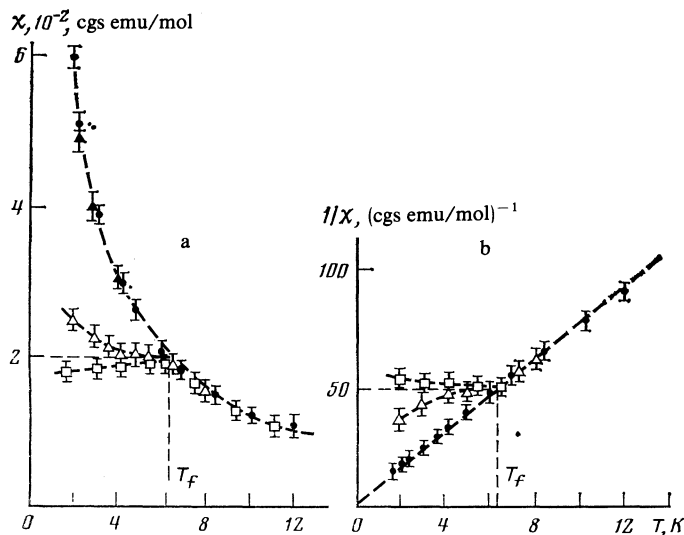 χ, 10⁻², cgs emu/mol
6
4
2
0
4
8
12
a
T_f
1/χ, (cgs emu/mol)⁻¹
100
50
0
4
8
12
T, K
b
T_f